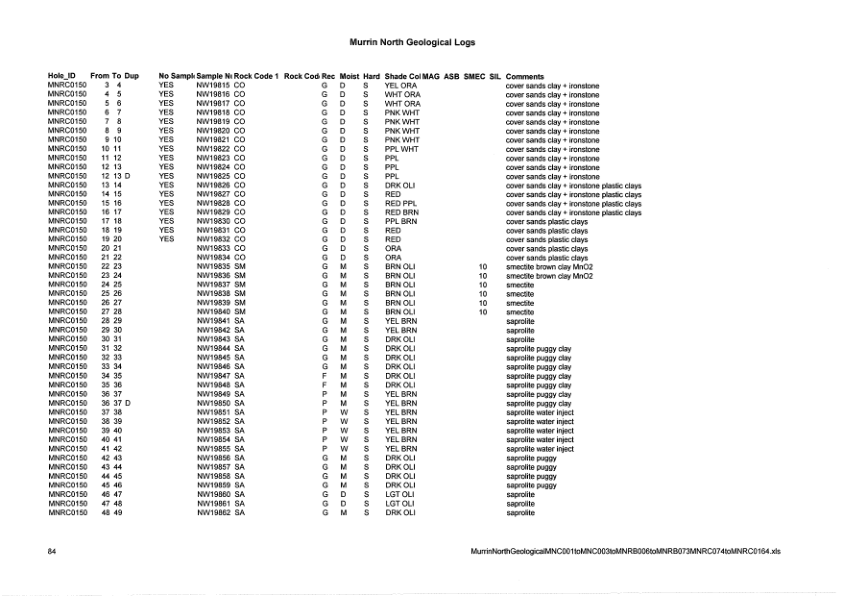 Murrin North Geological Logs
Hole_ID From To Dup No Sampl Sample N Rock Code 1 Rock Cod Rec Moist Hard Shade Col MAG ASB SMEC SIL Comments
MNRC0150 3 4 YES NW19815 CO G D S YEL ORA cover sands clay + ironstone
MNRC0150 4 5 YES NW19816 CO G D S WHT ORA cover sands clay + ironstone
MNRC0150 5 6 YES NW19817 CO G D S WHT ORA cover sands clay + ironstone
MNRC0150 6 7 YES NW19818 CO G D S PNK WHT cover sands clay + ironstone
MNRC0150 7 8 YES NW19819 CO G D S PNK WHT cover sands clay + ironstone
MNRC0150 8 9 YES NW19820 CO G D S PNK WHT cover sands clay + ironstone
MNRC0150 9 10 YES NW19821 CO G D S PNK WHT cover sands clay + ironstone
MNRC0150 10 11 YES NW19822 CO G D S PPL WHT cover sands clay + ironstone
MNRC0150 11 12 YES NW19823 CO G D S PPL cover sands clay + ironstone
MNRC0150 12 13 YES NW19824 CO G D S PPL cover sands clay + ironstone
MNRC0150 12 13 D YES NW19825 CO G D S PPL cover sands clay + ironstone
MNRC0150 13 14 YES NW19826 CO G D S DRK OLI cover sands clay + ironstone plastic clays
MNRC0150 14 15 YES NW19827 CO G D S RED cover sands clay + ironstone plastic clays
MNRC0150 15 16 YES NW19828 CO G D S RED PPL cover sands clay + ironstone plastic clays
MNRC0150 16 17 YES NW19829 CO G D S RED BRN cover sands clay + ironstone plastic clays
MNRC0150 17 18 YES NW19830 CO G D S PPL BRN cover sands plastic clays
MNRC0150 18 19 YES NW19831 CO G D S RED cover sands plastic clays
MNRC0150 19 20 YES NW19832 CO G D S RED cover sands plastic clays
MNRC0150 20 21 NW19833 CO G D S ORA cover sands plastic clays
MNRC0150 21 22 NW19834 CO G D S ORA cover sands plastic clays
MNRC0150 22 23 NW19835 SM G M S BRN OLI 10 smectite brown clay MnO2
MNRC0150 23 24 NW19836 SM G M S BRN OLI 10 smectite brown clay MnO2
MNRC0150 24 25 NW19837 SM G M S BRN OLI 10 smectite
MNRC0150 25 26 NW19838 SM G M S BRN OLI 10 smectite
MNRC0150 26 27 NW19839 SM G M S BRN OLI 10 smectite
MNRC0150 27 28 NW19840 SM G M S BRN OLI 10 smectite
MNRC0150 28 29 NW19841 SA G M S YEL BRN saprolite
MNRC0150 29 30 NW19842 SA G M S YEL BRN saprolite
MNRC0150 30 31 NW19843 SA G M S DRK OLI saprolite
MNRC0150 31 32 NW19844 SA G M S DRK OLI saprolite puggy clay
MNRC0150 32 33 NW19845 SA G M S DRK OLI saprolite puggy clay
MNRC0150 33 34 NW19846 SA G M S DRK OLI saprolite puggy clay
MNRC0150 34 35 NW19847 SA F M S DRK OLI saprolite puggy clay
MNRC0150 35 36 NW19848 SA F M S DRK OLI saprolite puggy clay
MNRC0150 36 37 NW19849 SA P M S YEL BRN saprolite puggy clay
MNRC0150 36 37 D NW19850 SA P M S YEL BRN saprolite puggy clay
MNRC0150 37 38 NW19851 SA P W S YEL BRN saprolite water inject
MNRC0150 38 39 NW19852 SA P W S YEL BRN saprolite water inject
MNRC0150 39 40 NW19853 SA P W S YEL BRN saprolite water inject
MNRC0150 40 41 NW19854 SA P W S YEL BRN saprolite water inject
MNRC0150 41 42 NW19855 SA P W S YEL BRN saprolite water inject
MNRC0150 42 43 NW19856 SA G M S DRK OLI saprolite puggy
MNRC0150 43 44 NW19857 SA G M S DRK OLI saprolite puggy
MNRC0150 44 45 NW19858 SA G M S DRK OLI saprolite puggy
MNRC0150 45 46 NW19859 SA G M S DRK OLI saprolite puggy
MNRC0150 46 47 NW19860 SA G D S LGT OLI saprolite
MNRC0150 47 48 NW19861 SA G D S LGT OLI saprolite
MNRC0150 48 49 NW19862 SA G M S DRK OLI saprolite
84 MurrinNorthGeologicalMNC001toMNC003toMNRB006toMNRB073MNRC074toMNRC0164.xls